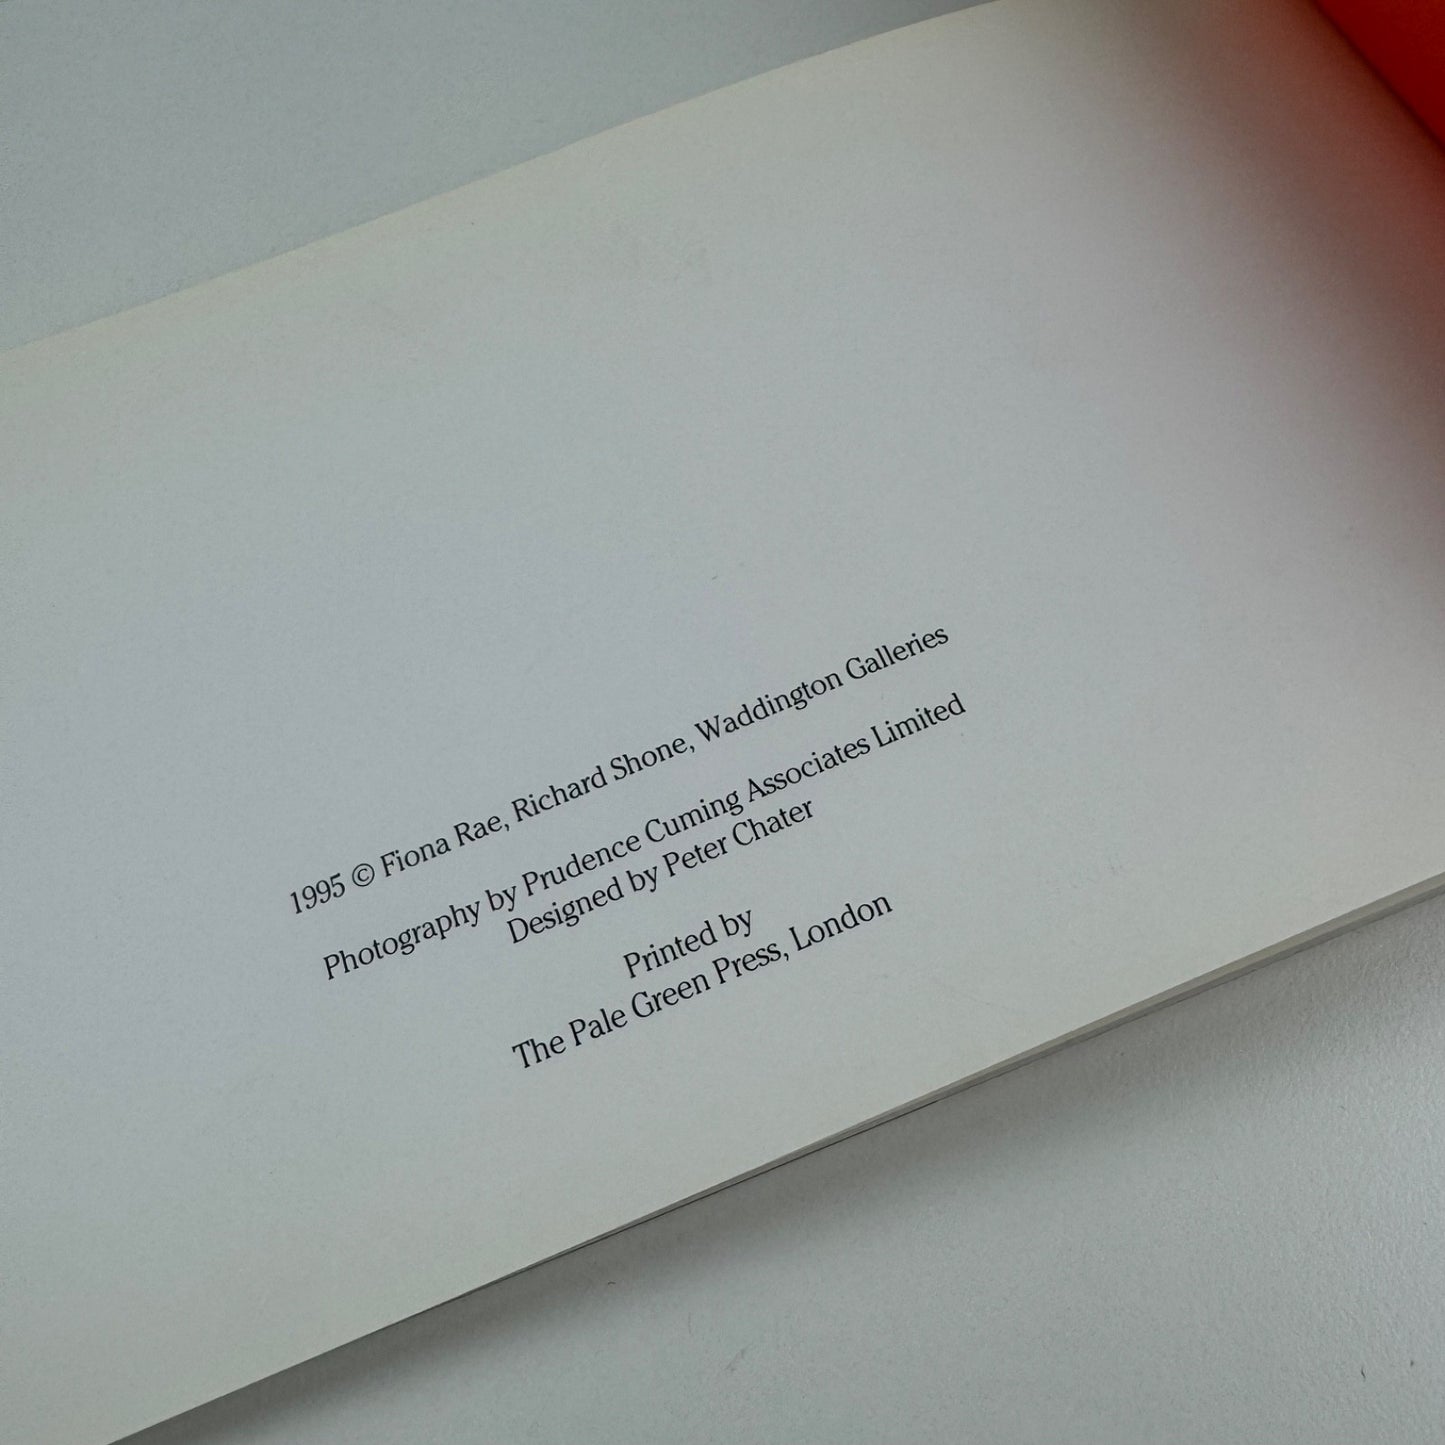 1995 © Fiona Rae, Richard Shone, Waddington Galleries
Photography by Prudence Cuming Associates Limited
Designed by Peter Chater
Printed by
The Pale Green Press, London